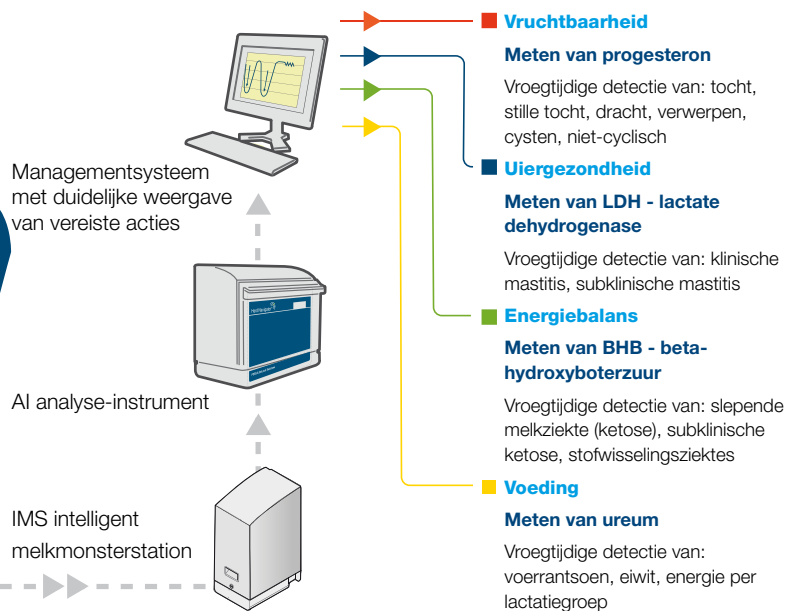 Vruchtbaarheid
Meten van progesteron
Vroegtijdige detectie van: tocht,
stille tocht, dracht, verwerpen,
cysten, niet-cyclisch
Managementsysteem
met duidelijke weergave
van vereiste acties
Uiergezondheid
Meten van LDH - lactate
dehydrogenase
Vroegtijdige detectie van: klinische
mastitis, subklinische mastitis
Energiebalans
Meten van BHB - beta-
hydroxyboterzuur
Vroegtijdige detectie van: slepende
melkziekte (ketose), subklinische
ketose, stofwisselingsziektes
AI analyse-instrument
Voeding
Meten van ureum
Vroegtijdige detectie van:
voerrantsoen, eiwit, energie per
lactatiegroep
IMS intelligent
melkmonsterstation